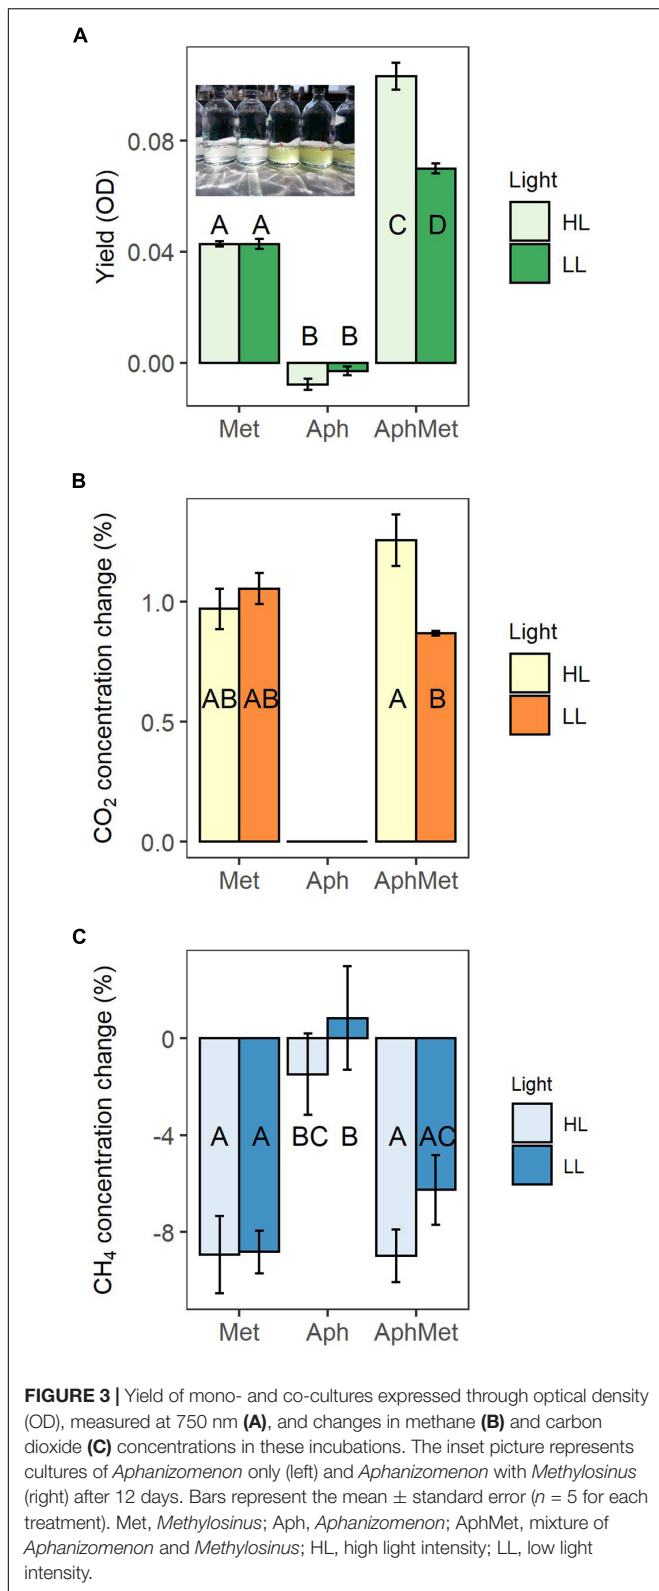 A
0.08
0.04
0.00
Yield (OD)
A A
B B
C D
Met Aph AphMet
Light
HL
LL
B
1.0
0.5
0.0
CO₂ concentration change (%)
AB AB
A B
Met Aph AphMet
Light
HL
LL
C
0
-4
-8
CH₄ concentration change (%)
A A BC B A AC
Met Aph AphMet
Light
HL
LL
FIGURE 3 | Yield of mono- and co-cultures expressed through optical density
(OD), measured at 750 nm (A), and changes in methane (B) and carbon
dioxide (C) concentrations in these incubations. The inset picture represents
cultures of Aphanizomenon only (left) and Aphanizomenon with Methylosinus
(right) after 12 days. Bars represent the mean ± standard error (n = 5 for each
treatment). Met, Methylosinus; Aph, Aphanizomenon; AphMet, mixture of
Aphanizomenon and Methylosinus; HL, high light intensity; LL, low light
intensity.